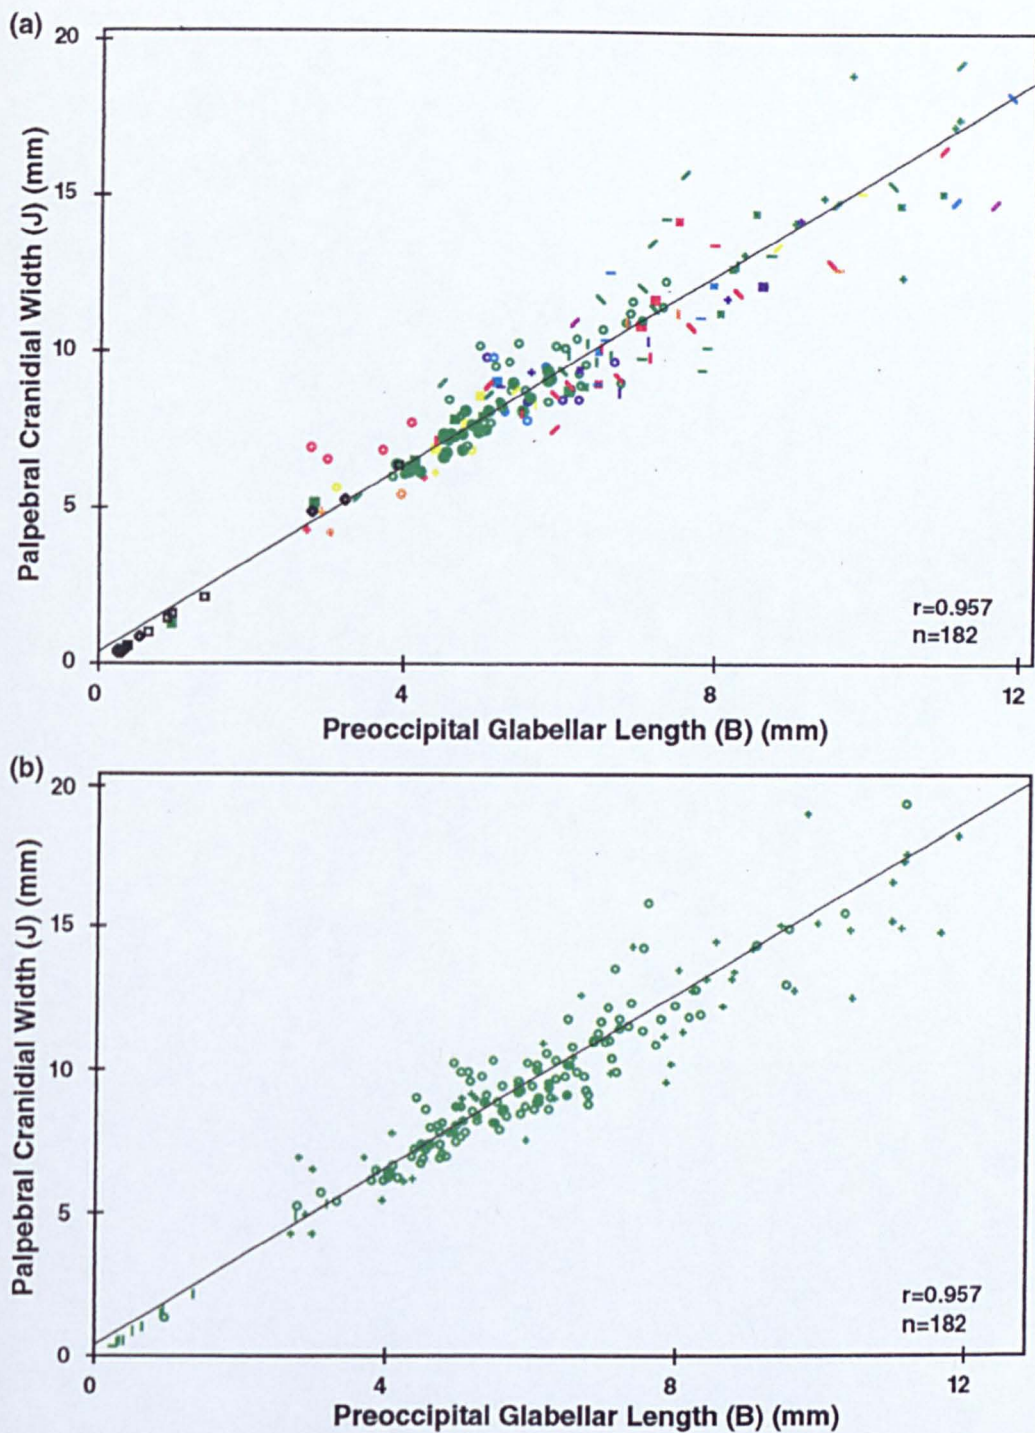 (a)
20
15
10
5
0
Palpebral Cranidial Width (J) (mm)
r=0.957
n=182
0 4 8 12
Preoccipital Glabellar Length (B) (mm)
(b)
20
15
10
5
0
Palpebral Cranidial Width (J) (mm)
r=0.957
n=182
0 4 8 12
Preoccipital Glabellar Length (B) (mm)